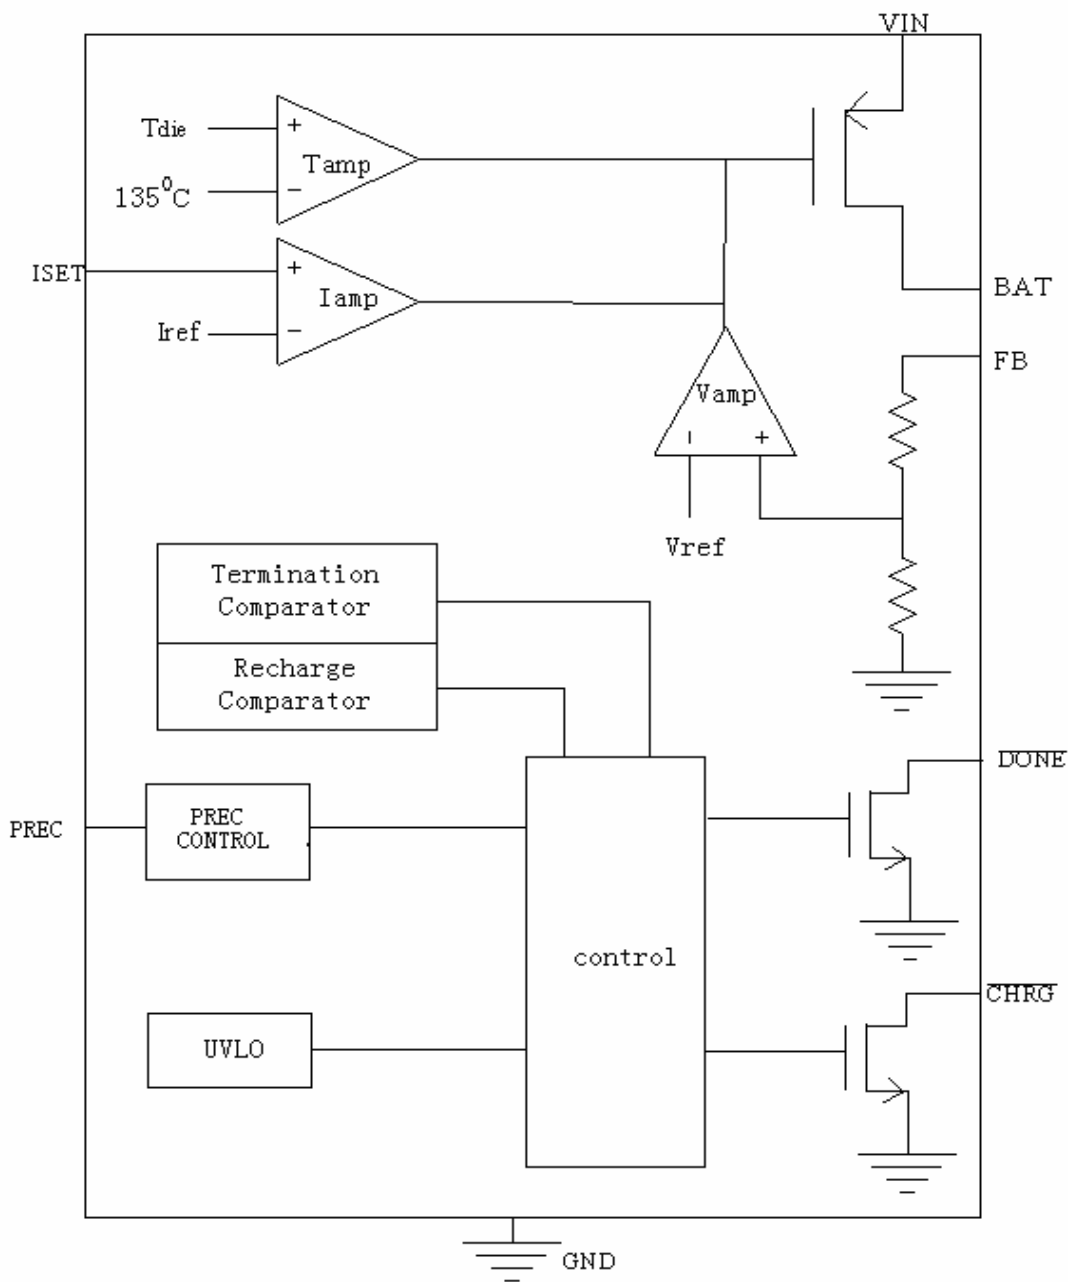 VIN
Tdie
+
Tamp
135⁰C
−
ISET
+
Iamp
BAT
Iref
−
FB
Vamp
− +
Vref
Termination
Comparator
Recharge
Comparator
DONE
PREC
PREC
CONTROL
control
CHRG
UVLO
GND